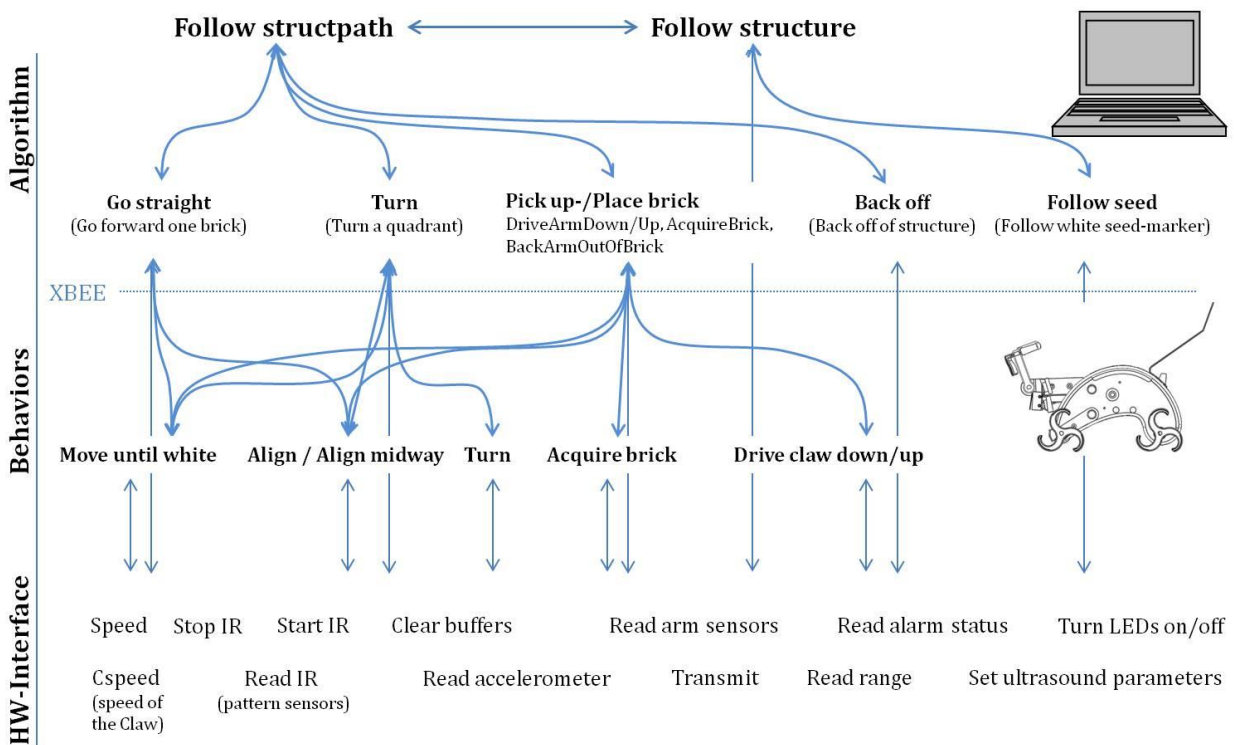 Follow structpath
Follow structure
Algorithm
Go straight
(Go forward one brick)
Turn
(Turn a quadrant)
Pick up-/Place brick
DriveArmDown/Up, AcquireBrick,
BackArmOutOfBrick
Back off
(Back off of structure)
Follow seed
(Follow white seed-marker)
XBEE
Behaviors
Move until white
Align / Align midway
Turn
Acquire brick
Drive claw down/up
HW-Interface
Speed
Stop IR
Start IR
Clear buffers
Read arm sensors
Read alarm status
Turn LEDs on/off
Cspeed
(speed of
the Claw)
Read IR
(pattern sensors)
Read accelerometer
Transmit
Read range
Set ultrasound parameters